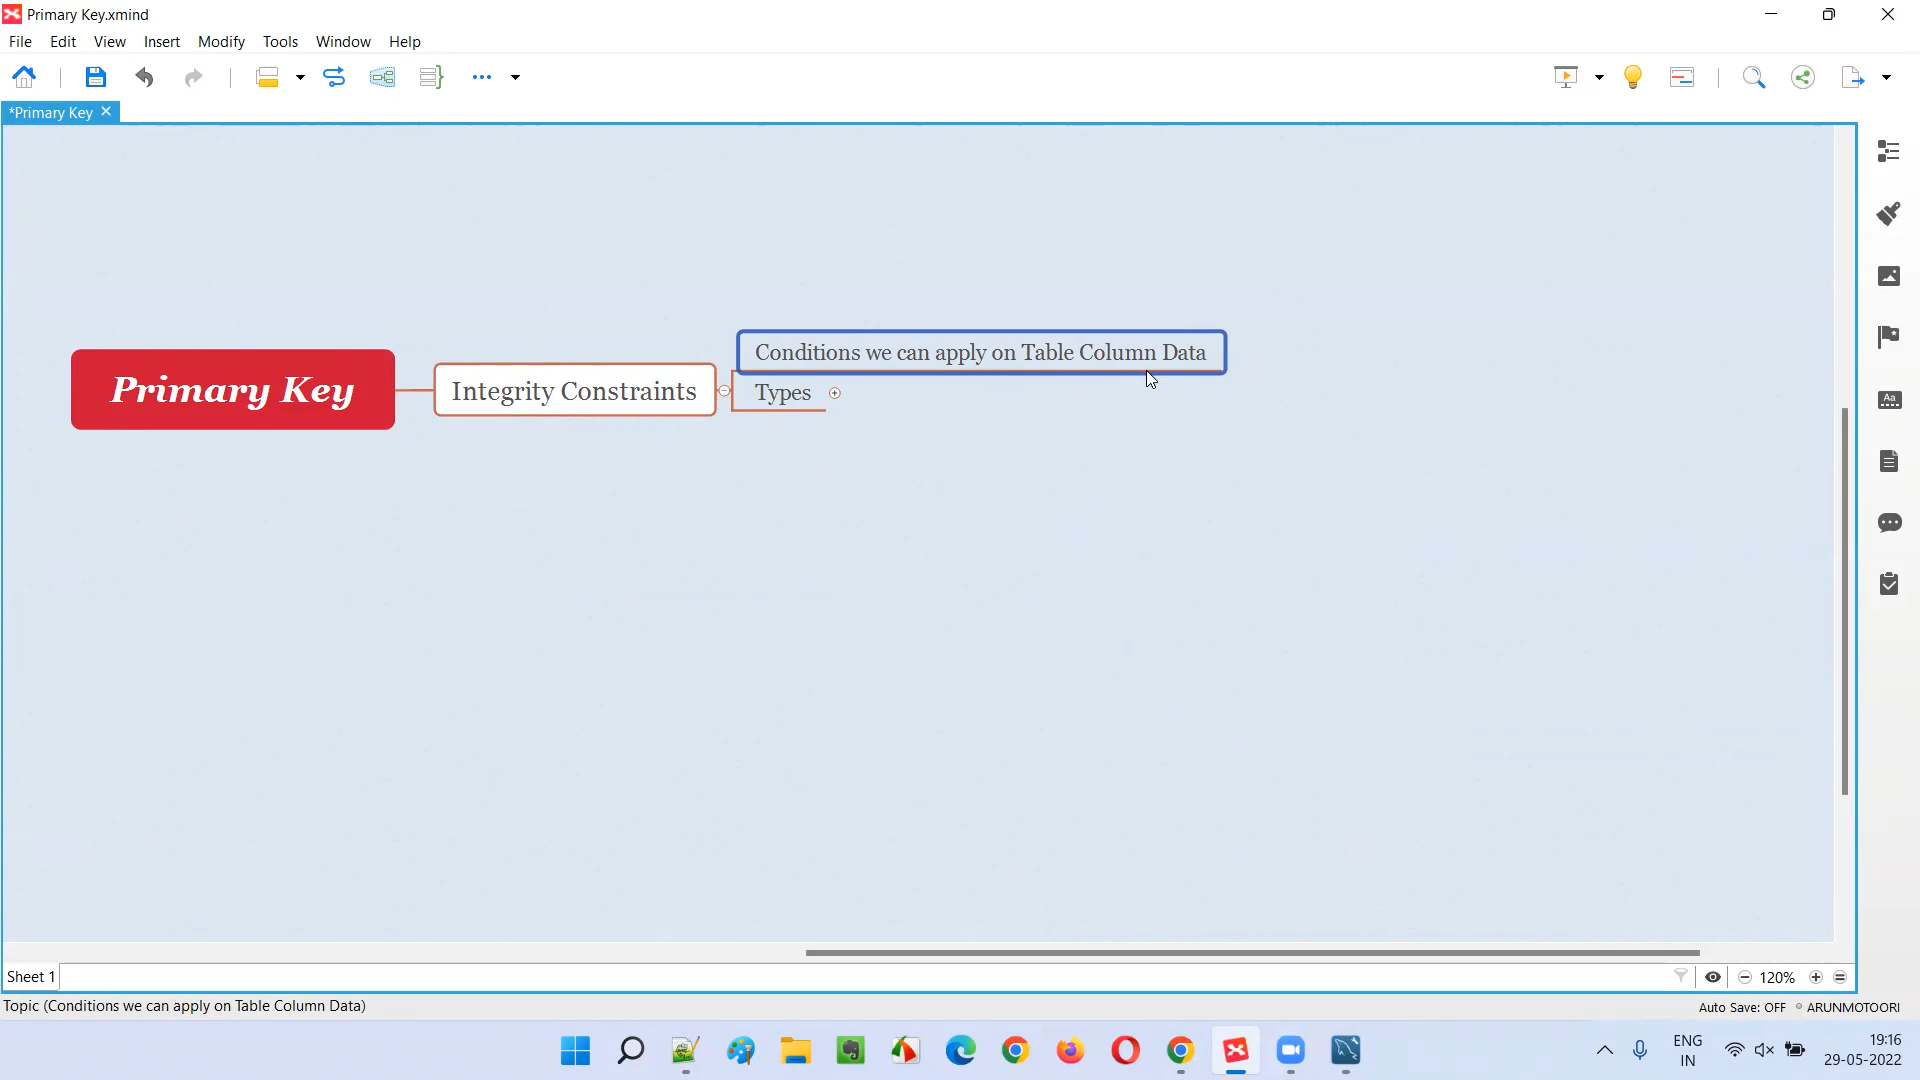 Primary Key.xmind
File Edit View Insert Modify Tools Window Help
*Primary Key
Primary Key
Integrity Constraints
Conditions we can apply on Table Column Data
Types
Aa
Sheet 1
120%
Topic (Conditions we can apply on Table Column Data)
Auto Save: OFF ARUNMOTOORI
ENG
IN
19:16
29-05-2022